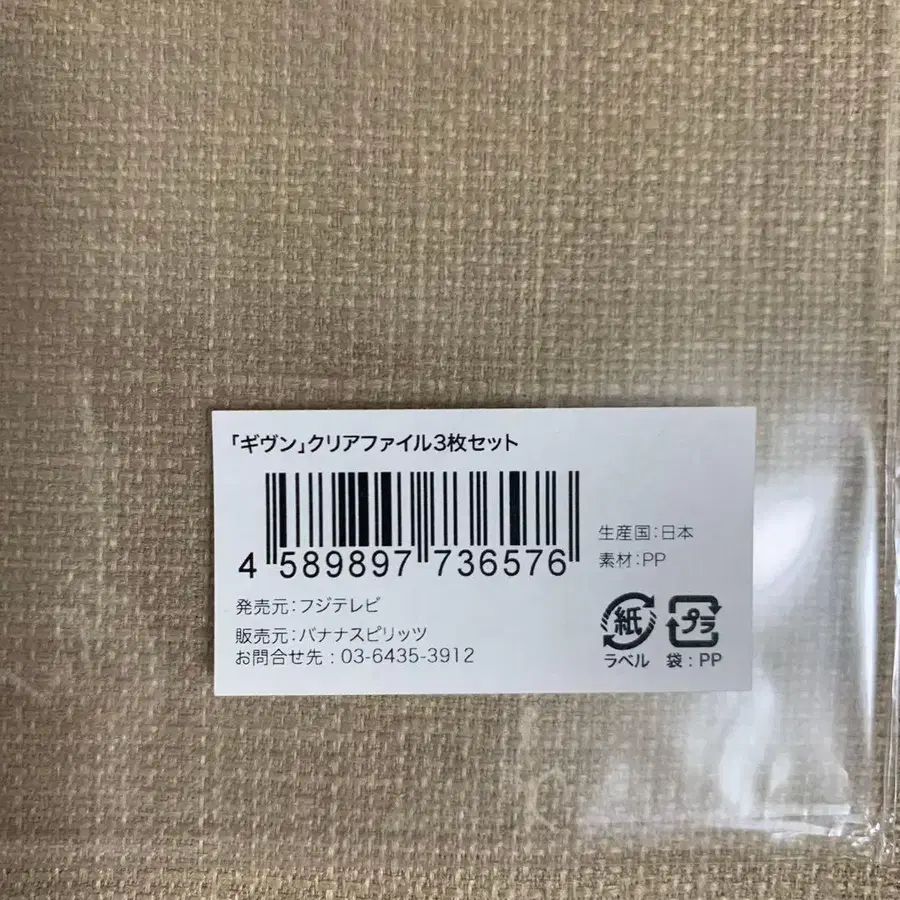 「ギヴン」クリアファイル3枚セット
4 589897 736576
生産国:日本
素材:PP
発売元:フジテレビ
販売元:バナナスピリッツ
お問合せ先:03-6435-3912
紙 プラ
ラベル 袋:PP